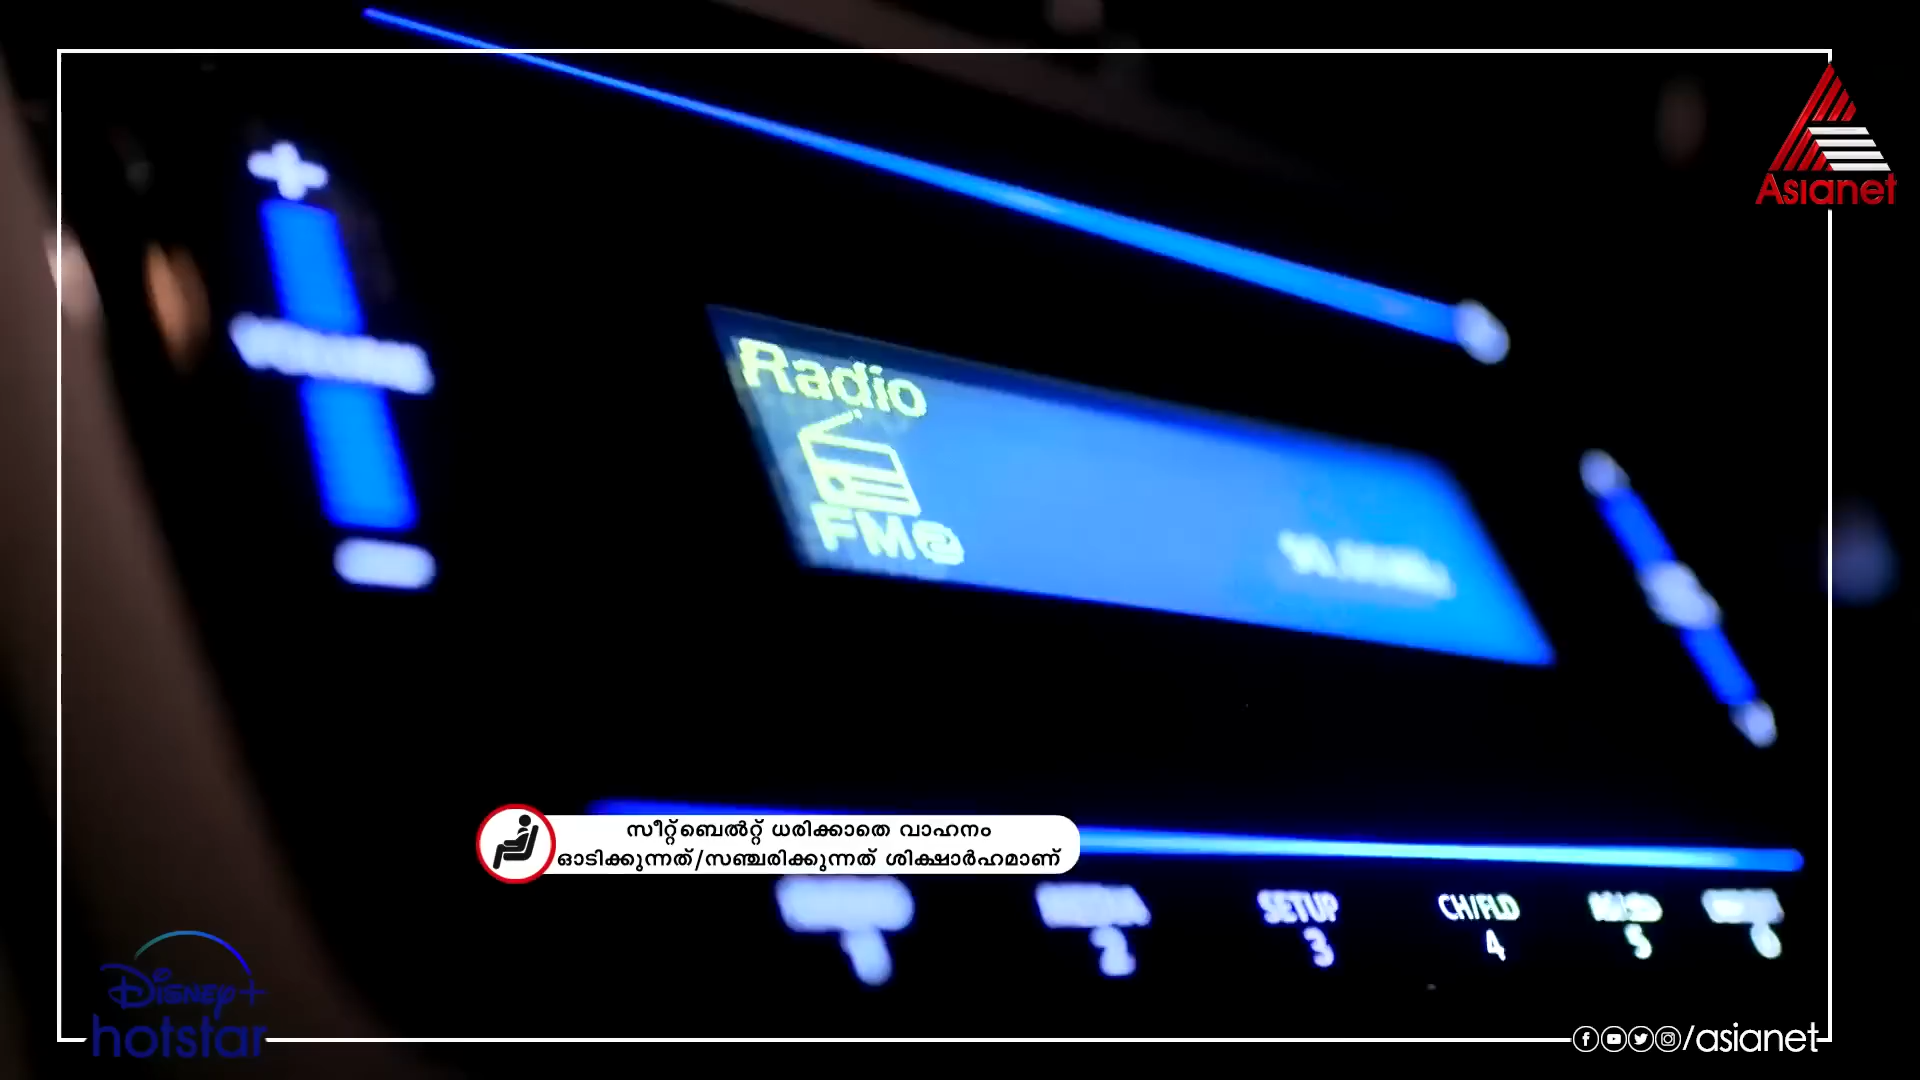 Asianet
Radio
FM
സീറ്റ്ബെൽറ്റ് ധരിക്കാതെ വാഹനം
ഓടിക്കുന്നത്/സഞ്ചരിക്കുന്നത് ശിക്ഷാർഹമാണ്
SETUP
CH/FLD
1
2
3
4
5
6
Disney+
hotstar
/asianet